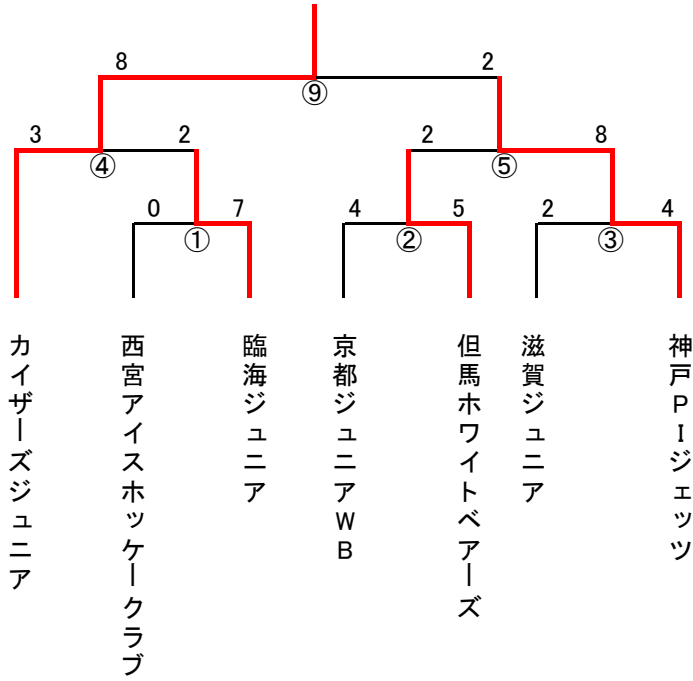 8 2
⑨
3 2 2 8
④ ⑤
0 7 4 5 2 4
① ② ③
カイザーズジュニア
西宮アイスホッケークラブ
臨海ジュニア
京都ジュニアWB
但馬ホワイトベアーズ
滋賀ジュニア
神戸PIジェッツ